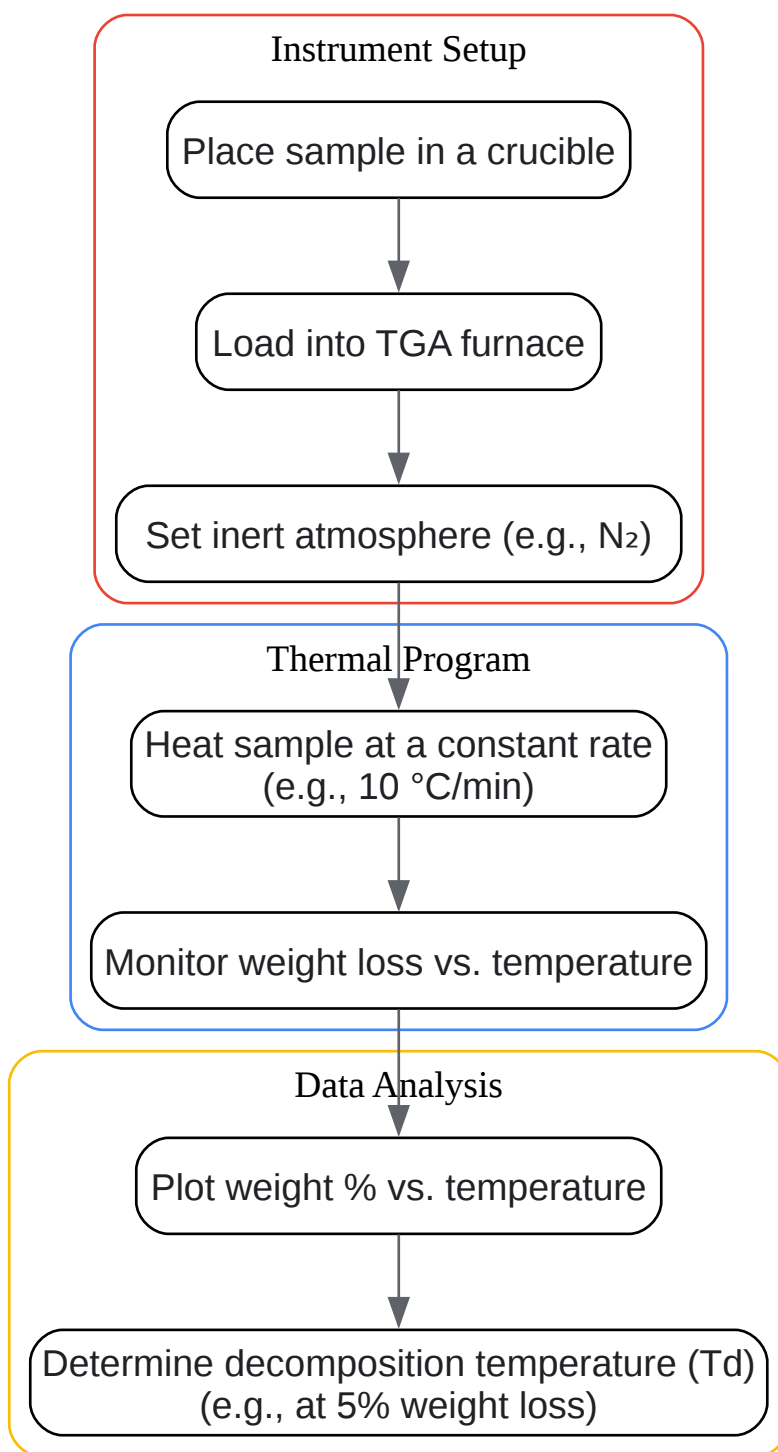 Instrument Setup
Place sample in a crucible
Load into TGA furnace
Set inert atmosphere (e.g., N₂)
Thermal Program
Heat sample at a constant rate
(e.g., 10 °C/min)
Monitor weight loss vs. temperature
Data Analysis
Plot weight % vs. temperature
Determine decomposition temperature (Td)
(e.g., at 5% weight loss)